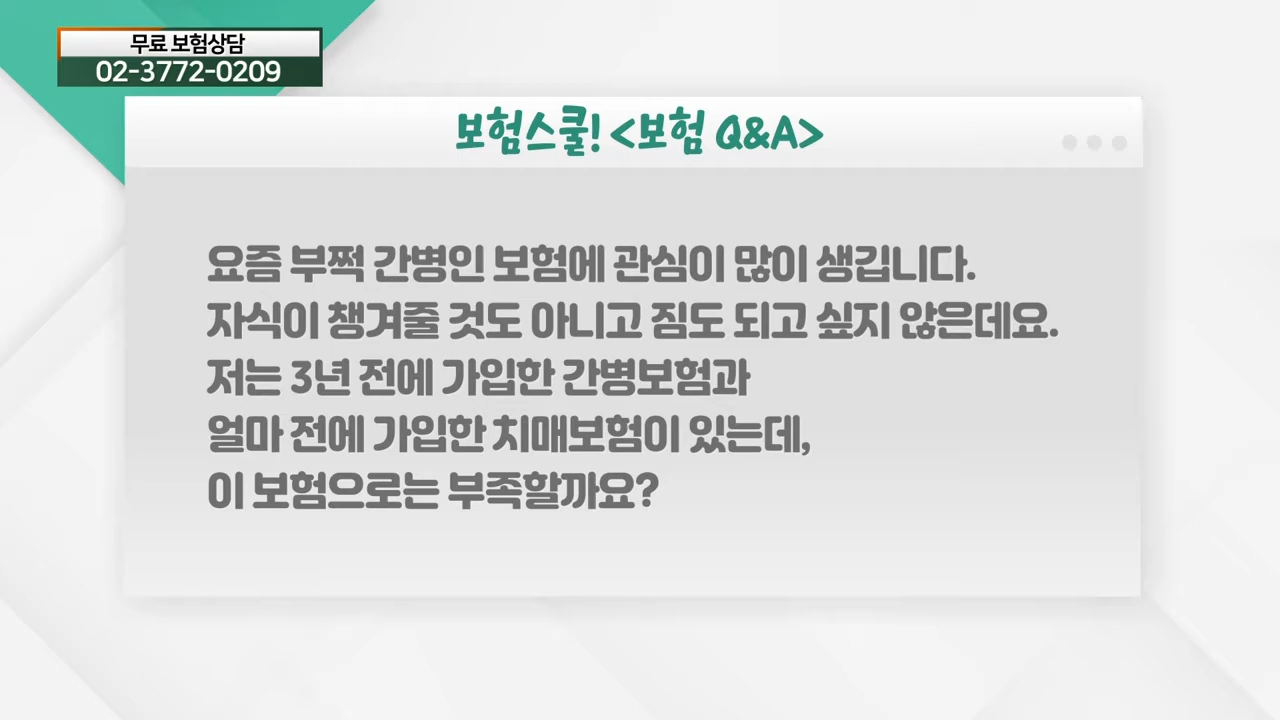 무료 보험상담
02-3772-0209
보험스쿨! <보험 Q&A>
요즘 부쩍 간병인 보험에 관심이 많이 생깁니다.
자식이 챙겨줄 것도 아니고 짐도 되고 싶지 않은데요.
저는 3년 전에 가입한 간병보험과
얼마 전에 가입한 치매보험이 있는데,
이 보험으로는 부족할까요?